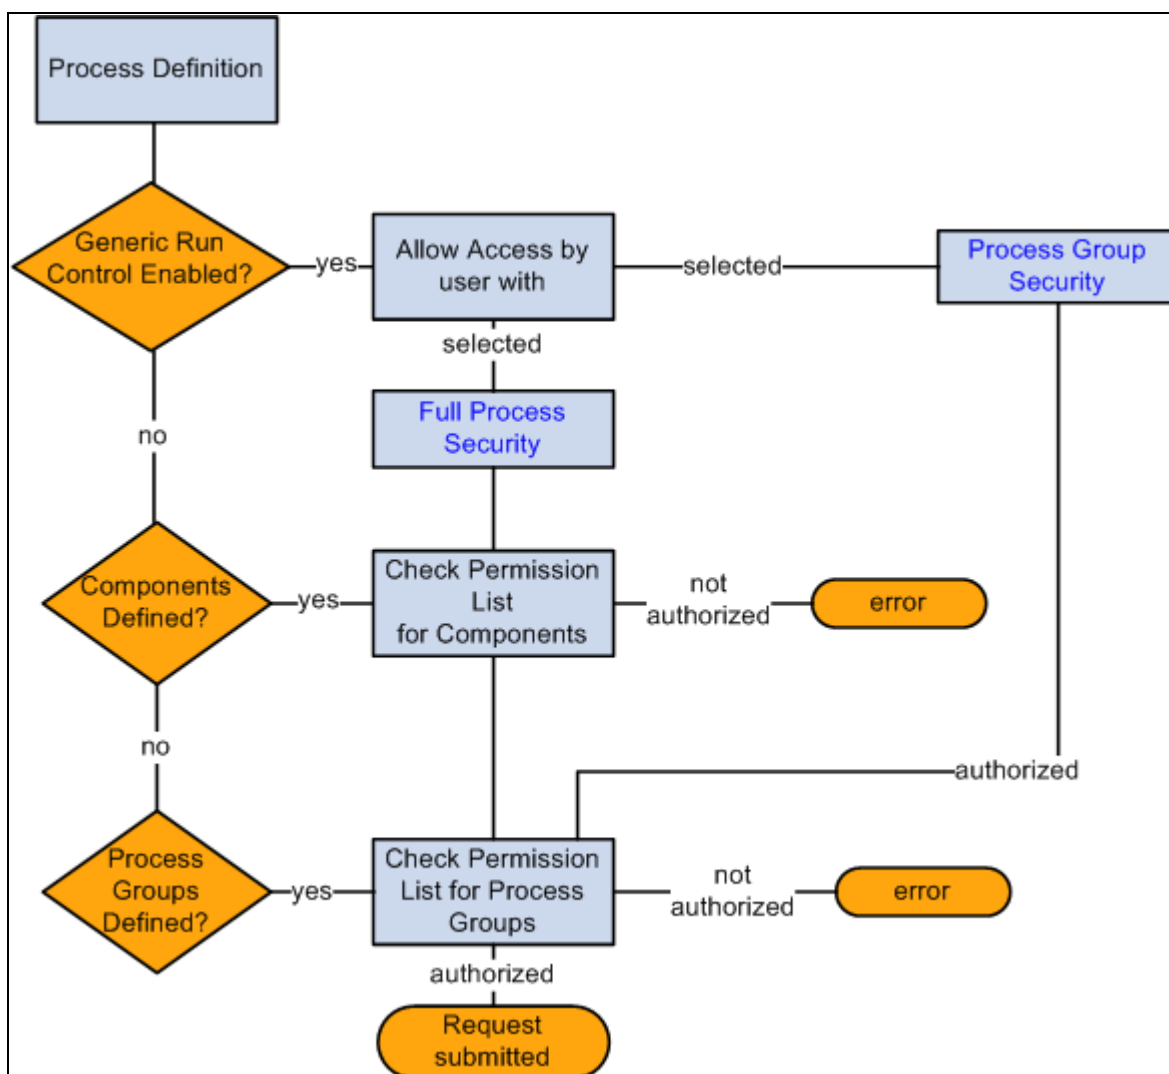 Process Definition
Generic Run
Control Enabled?
yes
Allow Access by
user with
selected
Process Group
Security
selected
Full Process
Security
no
Components
Defined?
yes
Check Permission
List
for Components
not
authorized
error
no
authorized
Process
Groups
Defined?
yes
Check Permission
List for Process
Groups
not
authorized
error
authorized
Request
submitted